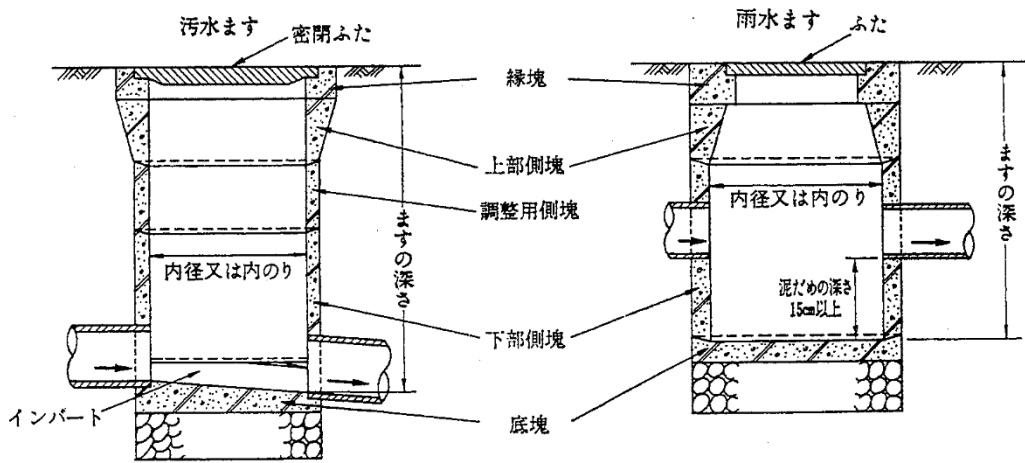 汚水ます
密閉ふた
雨水ます
ふた
縁塊
上部側塊
調整用側塊
内径又は内のり
ますの深さ
内径又は内のり
ますの深さ
泥だめの深さ
15cm以上
下部側塊
インバート
底塊